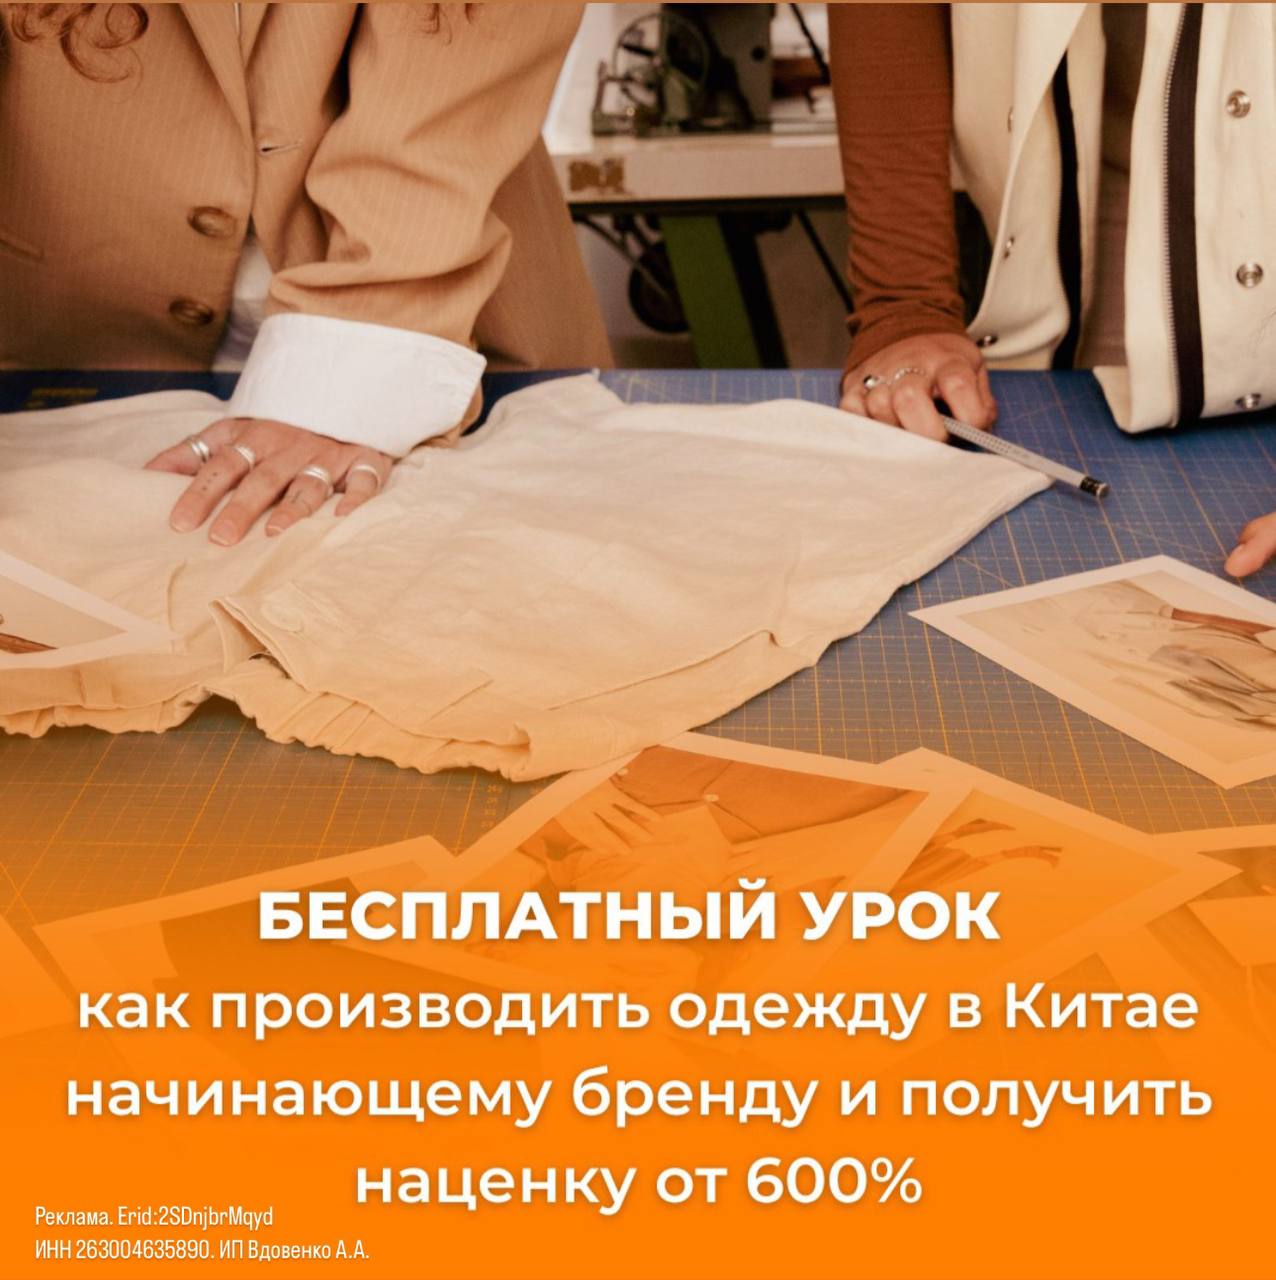 БЕСПЛАТНЫЙ УРОК
как производить одежду в Китае
начинающему бренду и получить
наценку от 600%
Реклама. Erid:2SDnjbrMqyd
ИНН 263004635890. ИП Вдовенко А.А.